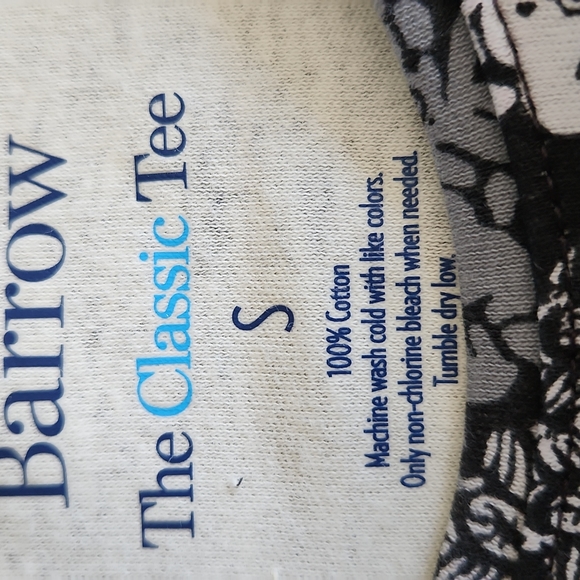 Barrow
The Classic Tee
S
100% Cotton
Machine wash cold with like colors.
Only non-chlorine bleach when needed.
Tumble dry low.